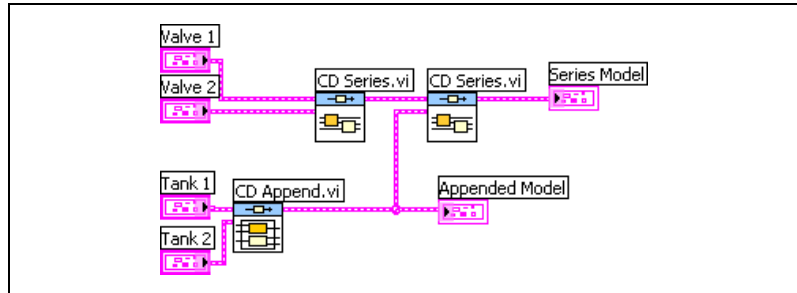 Valve 1
Valve 2
CD Series.vi
CD Series.vi
Series Model
Tank 1
CD Append.vi
Appended Model
Tank 2